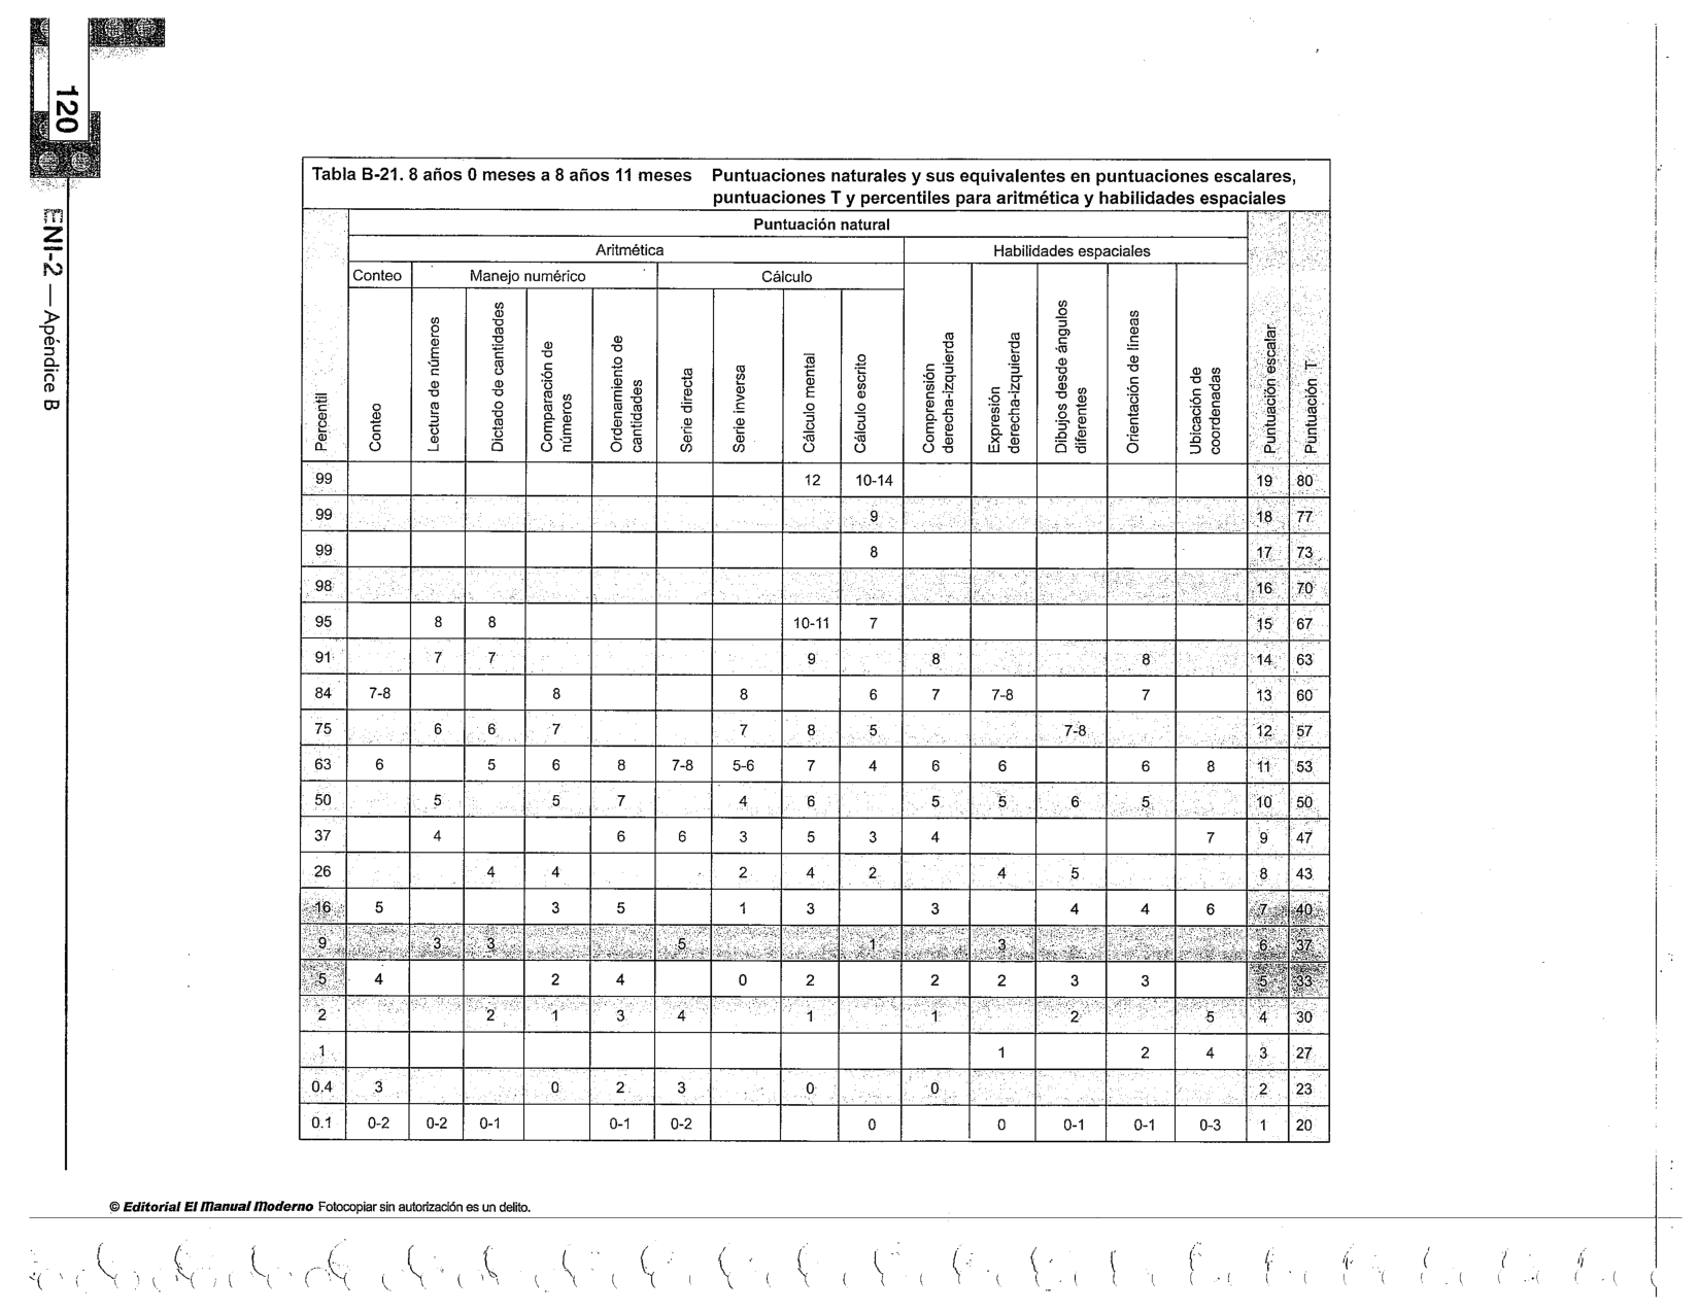 120
ENI-2 — Apéndice B
Tabla B-21. 8 años 0 meses a 8 años 11 meses Puntuaciones naturales y sus equivalentes en puntuaciones escalares,
puntuaciones T y percentiles para aritmética y habilidades espaciales
Puntuación natural
Aritmética Habilidades espaciales
Conteo Manejo numérico Cálculo
Percentil
Conteo
Lectura de números
Dictado de cantidades
Comparación de
números
Ordenamiento de
cantidades
Serie directa
Serie inversa
Cálculo mental
Cálculo escrito
Comprensión
derecha-izquierda
Expresión
derecha-izquierda
Dibujos desde ángulos
diferentes
Orientación de líneas
Ubicación de
coordenadas
Puntuación escalar
Puntuación T
99 12 10-14 19 80
99 9 18 77
99 8 17 73
98 16 70
95 8 8 10-11 7 15 67
91 7 7 9 8 8 14 63
84 7-8 8 8 6 7 7-8 7 13 60
75 6 6 7 7 8 5 7-8 12 57
63 6 5 6 8 7-8 5-6 7 4 6 6 6 8 11 53
50 5 5 7 4 6 5 5 6 5 10 50
37 4 6 6 3 5 3 4 7 9 47
26 4 4 2 4 2 4 5 8 43
16 5 3 5 1 3 3 4 4 6 7 40
9 3 3 5 1 3 6 37
5 4 2 4 0 2 2 2 3 3 5 33
2 2 1 3 4 1 1 2 5 4 30
1 1 2 4 3 27
0.4 3 0 2 3 0 0 2 23
0.1 0-2 0-2 0-1 0-1 0-2 0 0 0-1 0-1 0-3 1 20
© Editorial El Manual Moderno Fotocopiar sin autorización es un delito.